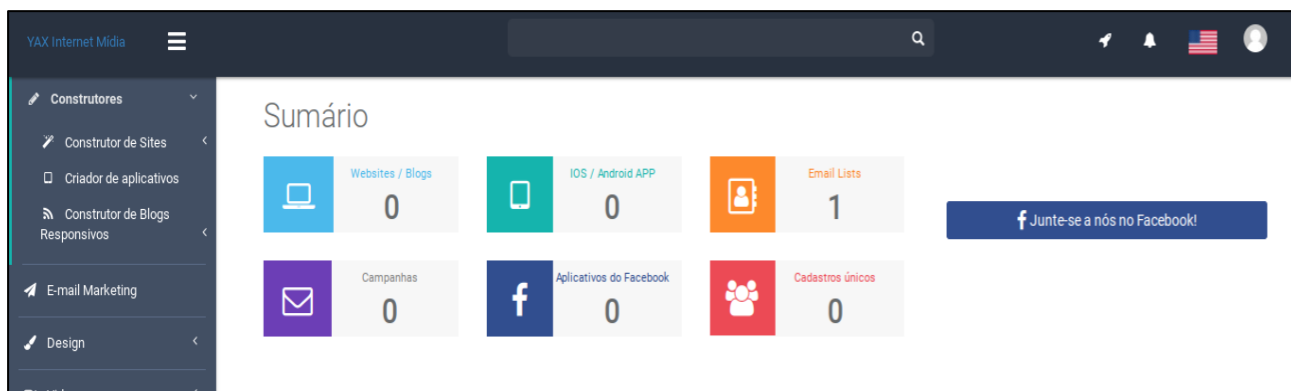 YAX Internet Mídia
Construtores
Construtor de Sites
Criador de aplicativos
Construtor de Blogs
Responsivos
E-mail Marketing
Design
Sumário
Websites / Blogs
0
IOS / Android APP
0
Email Lists
1
Junte-se a nós no Facebook!
Campanhas
0
Aplicativos do Facebook
0
Cadastros únicos
0